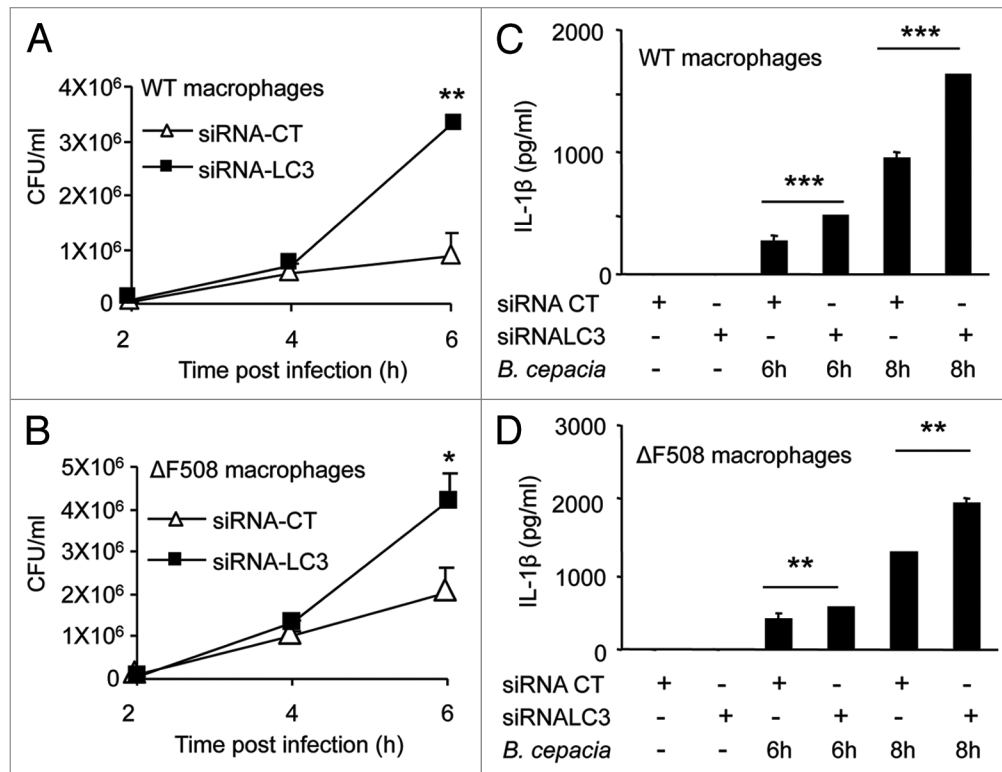 A
WT macrophages
siRNA-CT
siRNA-LC3
**
4X10⁶
3X10⁶
2X10⁶
1X10⁶
0
CFU/ml
2 4 6
Time post infection (h)
B
ΔF508 macrophages
siRNA-CT
siRNA-LC3
*
5X10⁶
4X10⁶
3X10⁶
2X10⁶
1X10⁶
0
CFU/ml
2 4 6
Time post infection (h)
C
WT macrophages
***
***
2000
1000
0
IL-1β (pg/ml)
siRNA CT + - + - + -
siRNALC3 - + - + - +
B. cepacia - - 6h 6h 8h 8h
D
ΔF508 macrophages
**
**
3000
2000
1000
0
IL-1β (pg/ml)
siRNA CT + - + - + -
siRNALC3 - + - + - +
B. cepacia - - 6h 6h 8h 8h